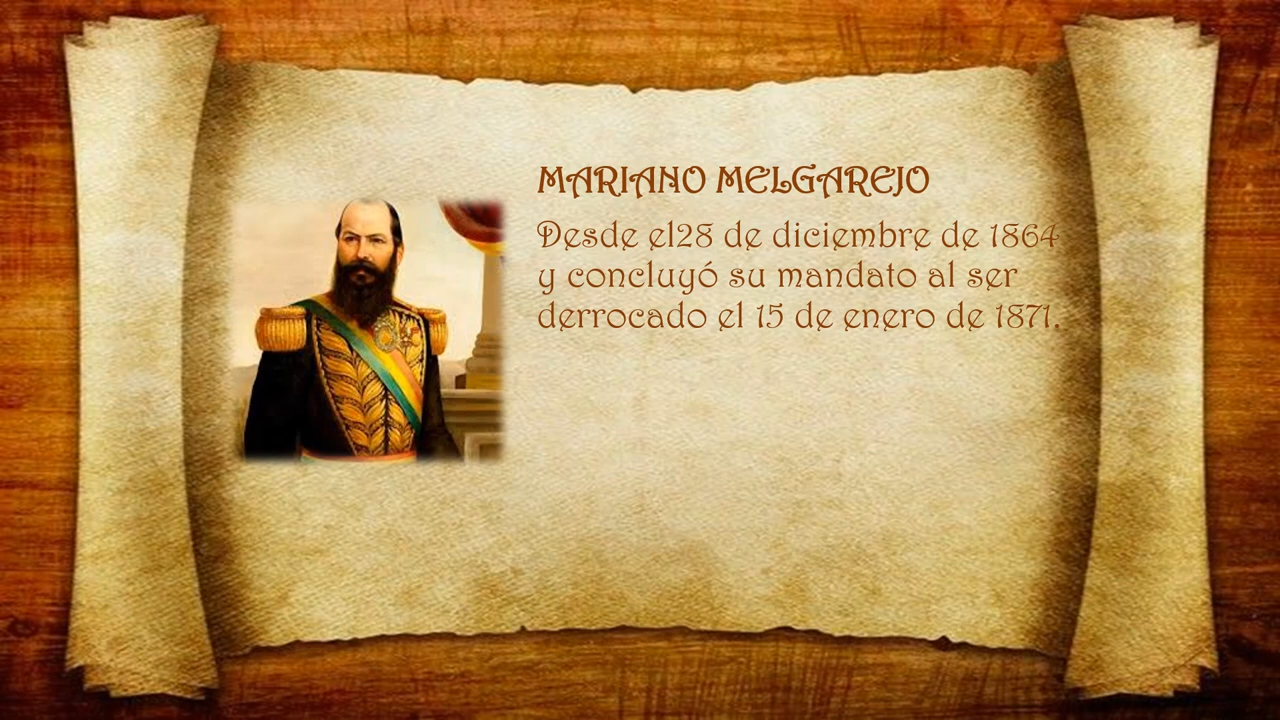 MARIANO MELGAREJO
Desde el28 de diciembre de 1864
y concluyó su mandato al ser
derrocado el 15 de enero de 1871.